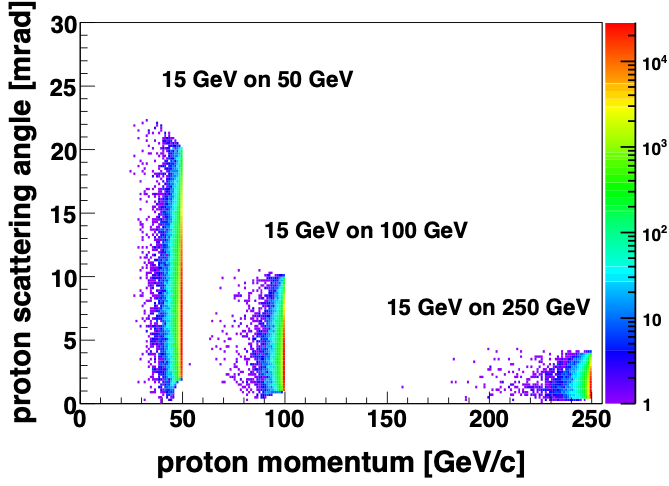 proton scattering angle [mrad]
30
25
20
15
10
5
0
15 GeV on 50 GeV
15 GeV on 100 GeV
15 GeV on 250 GeV
0 50 100 150 200 250
proton momentum [GeV/c]
10⁴
10³
10²
10
1